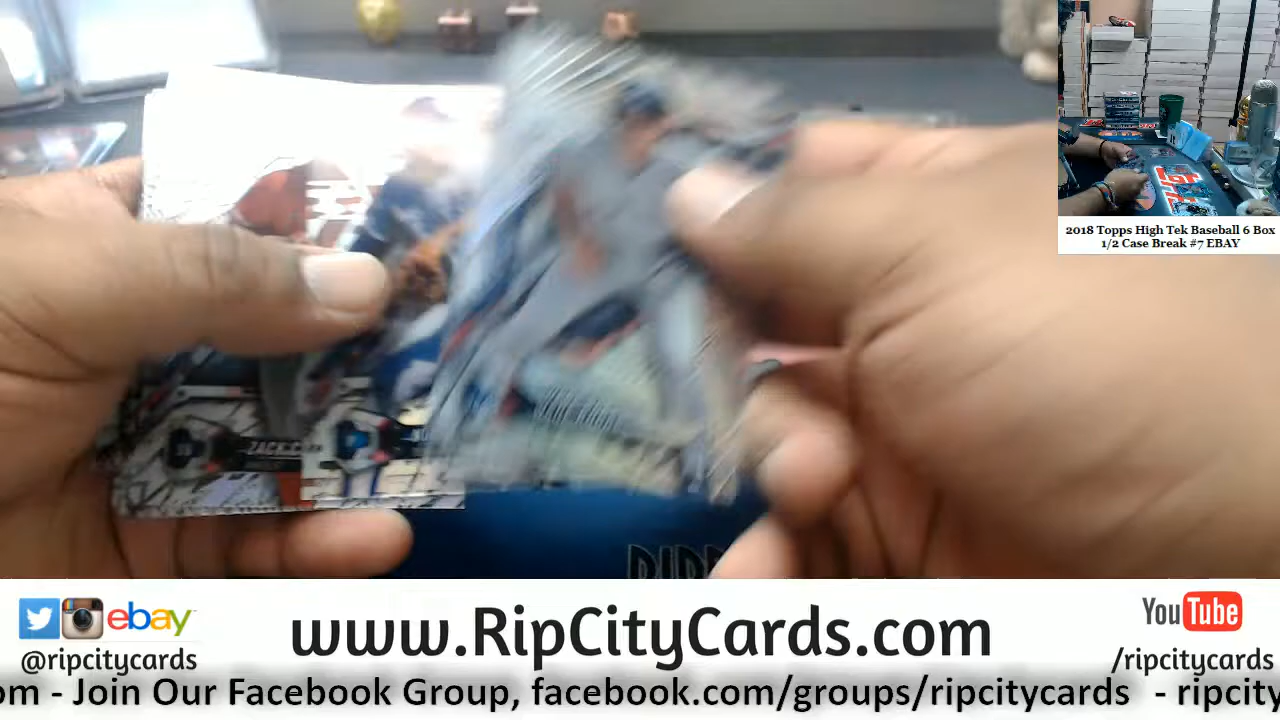 2018 Topps High Tek Baseball 6 Box
1/2 Case Break #7 EBAY
ZACK
ebay
www.RipCityCards.com
YouTube
@ripcitycards
/ripcitycards
om - Join Our Facebook Group, facebook.com/groups/ripcitycards - ripcity